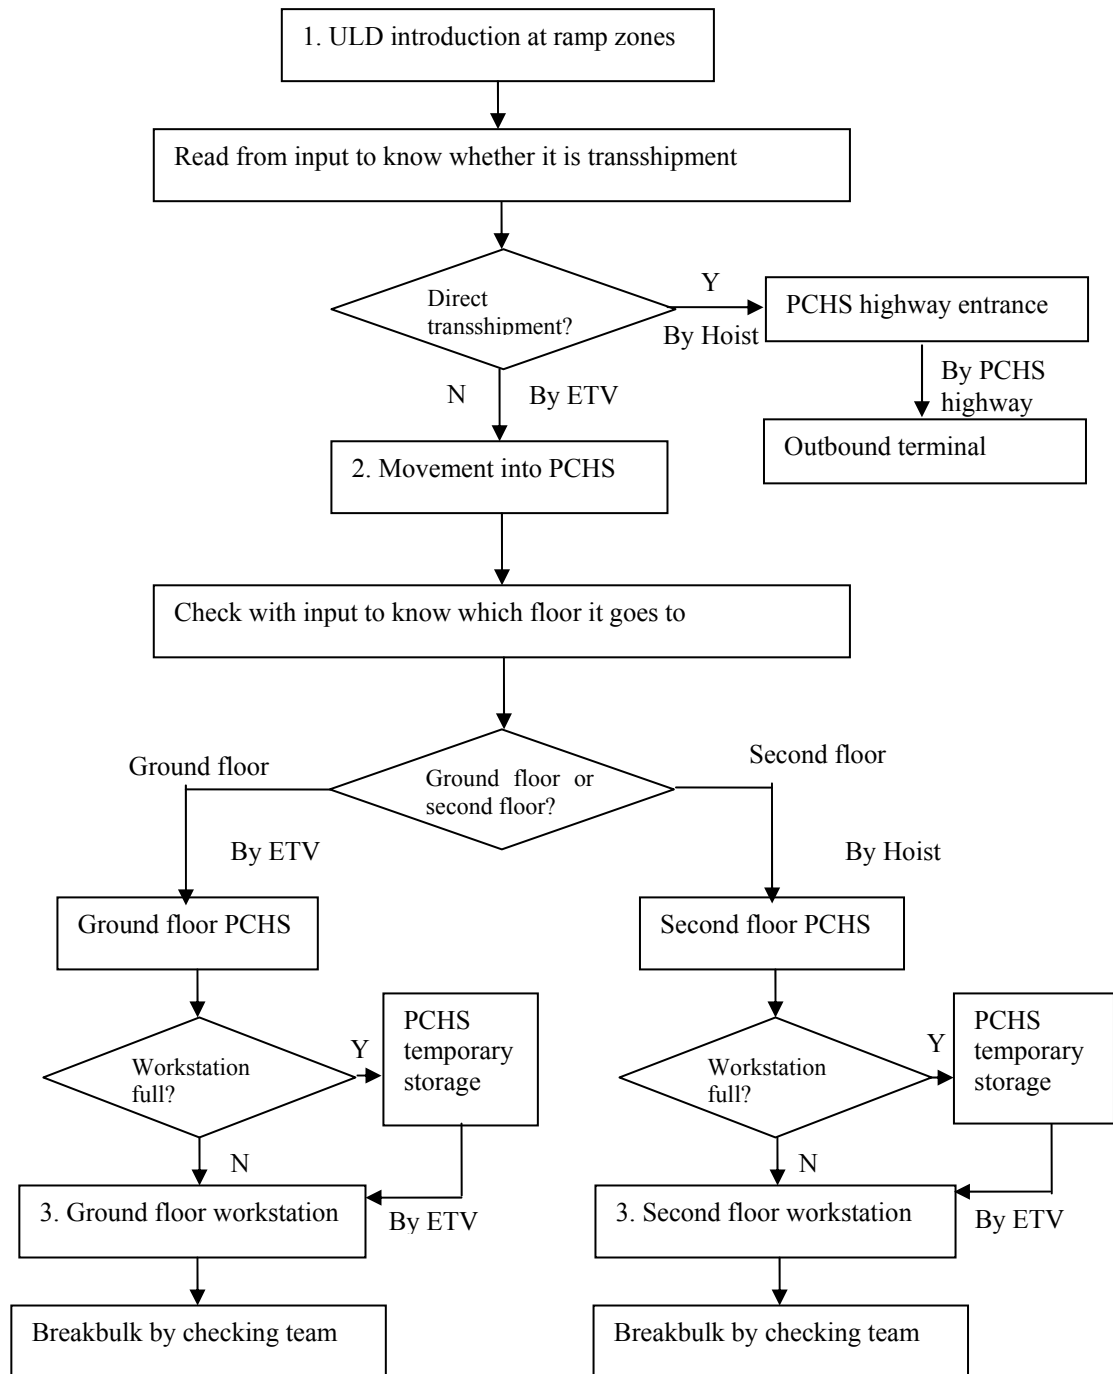 1. ULD introduction at ramp zones
Read from input to know whether it is transshipment
Direct
transshipment?
Y
By Hoist
PCHS highway entrance
By PCHS
highway
Outbound terminal
N
By ETV
2. Movement into PCHS
Check with input to know which floor it goes to
Ground floor or
second floor?
Ground floor
By ETV
Second floor
By Hoist
Ground floor PCHS
Second floor PCHS
Workstation
full?
Y
PCHS
temporary
storage
N
By ETV
3. Ground floor workstation
Breakbulk by checking team
Workstation
full?
Y
PCHS
temporary
storage
N
By ETV
3. Second floor workstation
Breakbulk by checking team